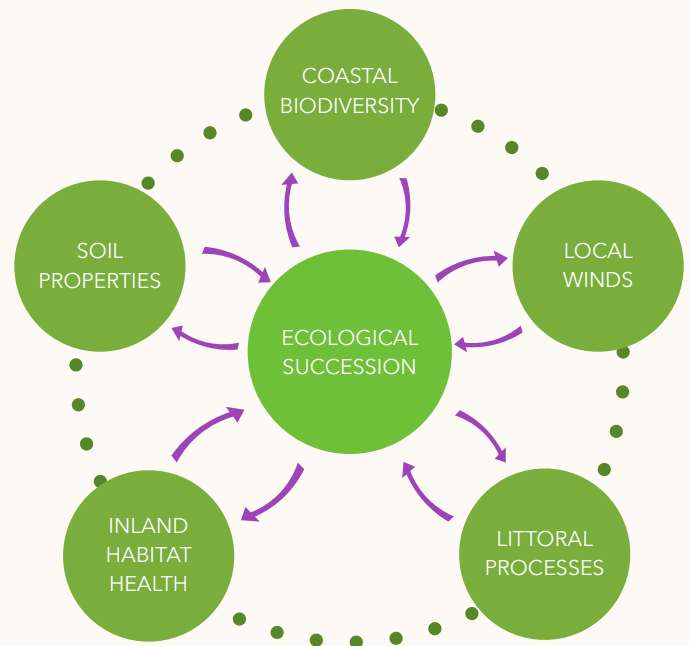 COASTAL
BIODIVERSITY
SOIL
PROPERTIES
LOCAL
WINDS
ECOLOGICAL
SUCCESSION
INLAND
HABITAT
HEALTH
LITTORAL
PROCESSES